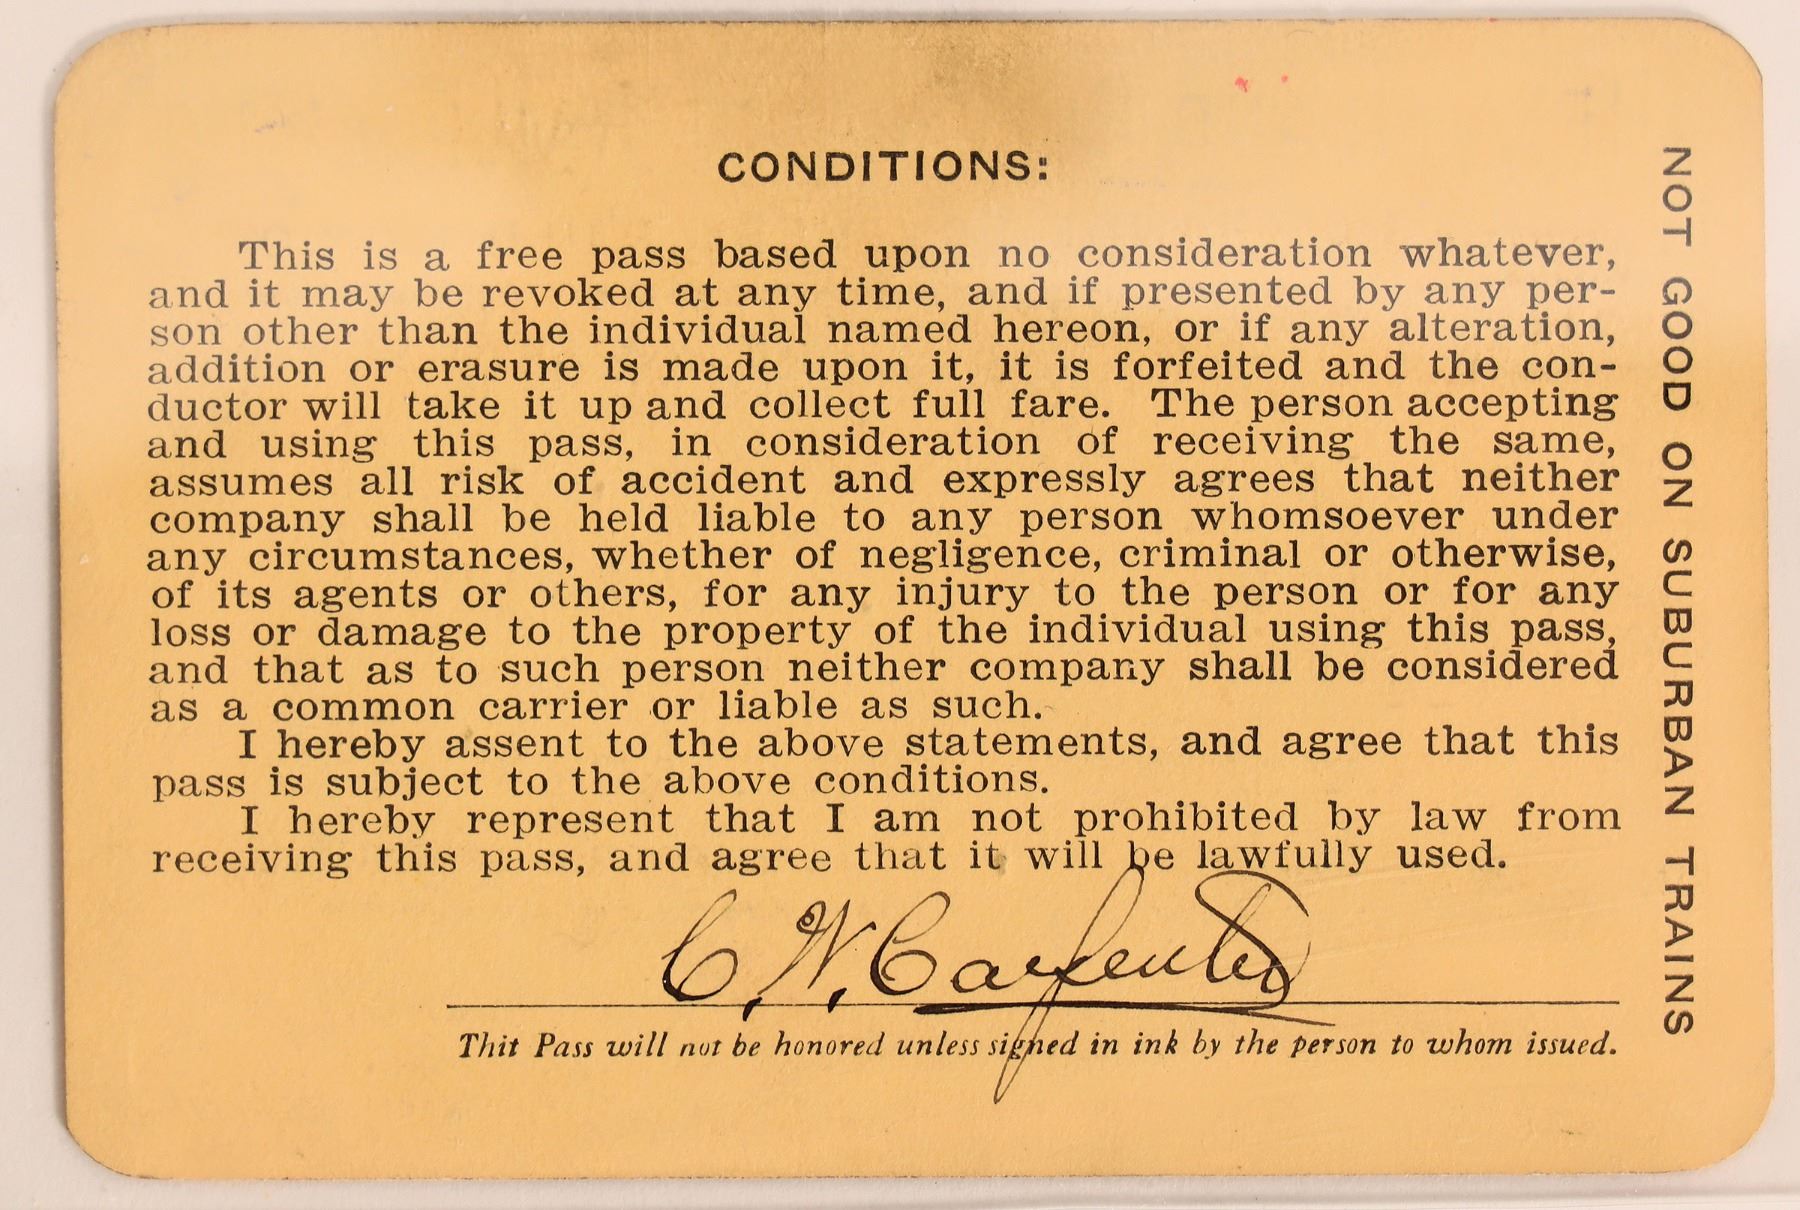 CONDITIONS:
This is a free pass based upon no consideration whatever,
and it may be revoked at any time, and if presented by any per-
son other than the individual named hereon, or if any alteration,
addition or erasure is made upon it, it is forfeited and the con-
ductor will take it up and collect full fare. The person accepting
and using this pass, in consideration of receiving the same,
assumes all risk of accident and expressly agrees that neither
company shall be held liable to any person whomsoever under
any circumstances, whether of negligence, criminal or otherwise,
of its agents or others, for any injury to the person or for any
loss or damage to the property of the individual using this pass,
and that as to such person neither company shall be considered
as a common carrier or liable as such.
I hereby assent to the above statements, and agree that this
pass is subject to the above conditions.
I hereby represent that I am not prohibited by law from
receiving this pass, and agree that it will be lawfully used.
C. W. Carpenter
Thit Pass will not be honored unless signed in ink by the person to whom issued.
NOT GOOD ON SUBURBAN TRAINS